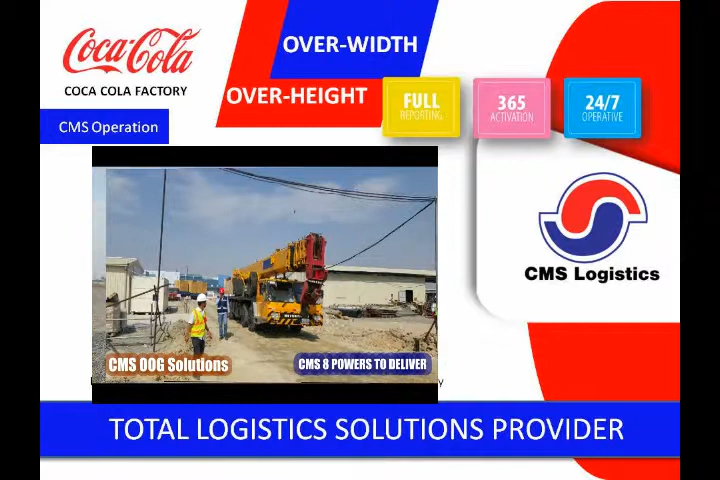 Coca-Cola
COCA COLA FACTORY
CMS Operation
OVER-WIDTH
OVER-HEIGHT
FULL
REPORTING
365
ACTIVATION
24/7
OPERATIVE
CMS Logistics
CMS OOG Solutions
CMS 8 POWERS TO DELIVER
TOTAL LOGISTICS SOLUTIONS PROVIDER